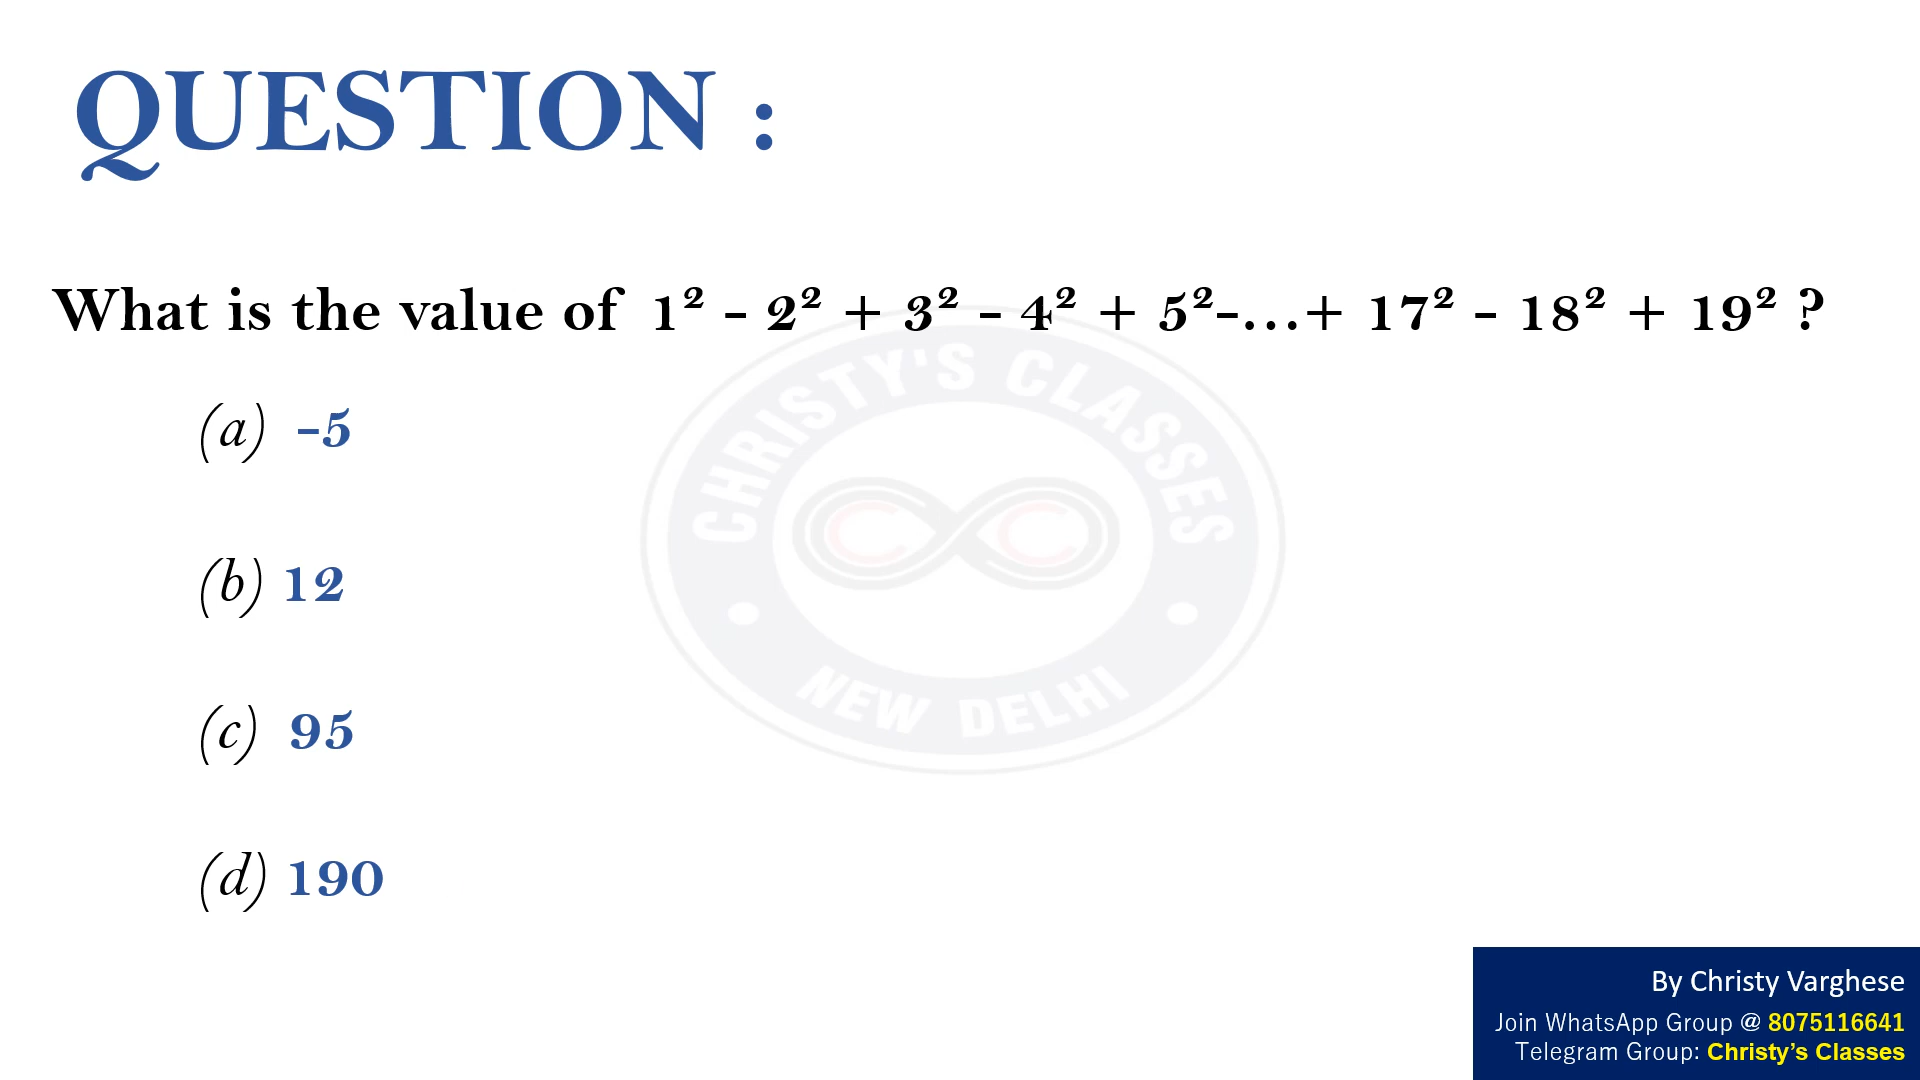 QUESTION :
What is the value of 1² - 2² + 3² - 4² + 5²-...+ 17² - 18² + 19² ?
CHRISTY'S CLASSES
(a) -5
(b) 12
(c) 95
NEW DELHI
(d) 190
By Christy Varghese
Join WhatsApp Group @ 8075116641
Telegram Group: Christy’s Classes